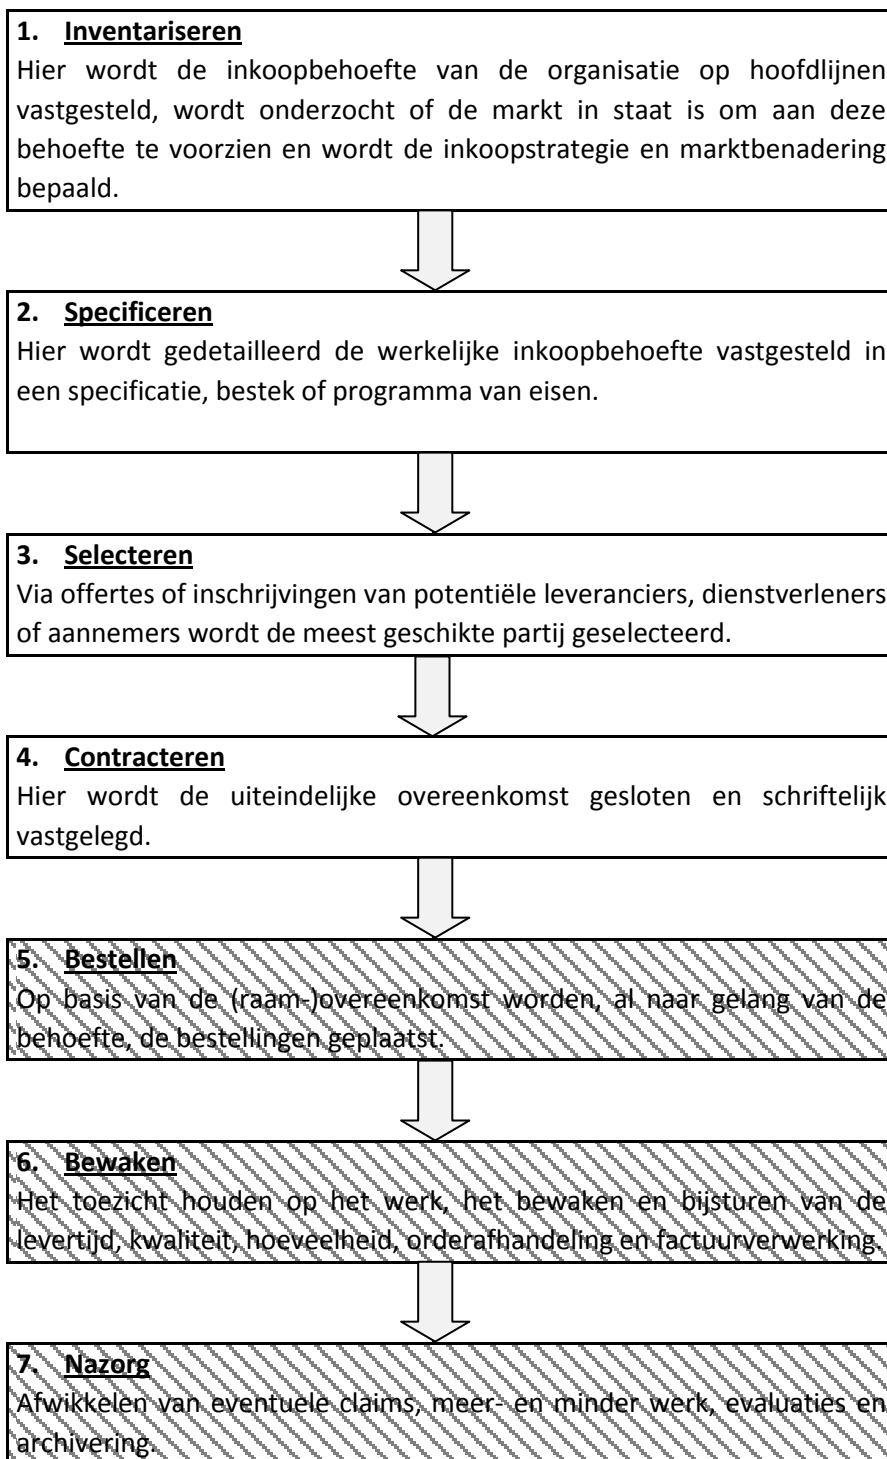 1. Inventariseren
Hier wordt de inkoopbehoefte van de organisatie op hoofdlijnen
vastgesteld, wordt onderzocht of de markt in staat is om aan deze
behoefte te voorzien en wordt de inkoopstrategie en marktbenadering
bepaald.
2. Specificeren
Hier wordt gedetailleerd de werkelijke inkoopbehoefte vastgesteld in
een specificatie, bestek of programma van eisen.
3. Selecteren
Via offertes of inschrijvingen van potentiële leveranciers, dienstverleners
of aannemers wordt de meest geschikte partij geselecteerd.
4. Contracteren
Hier wordt de uiteindelijke overeenkomst gesloten en schriftelijk
vastgelegd.
5. Bestellen
Op basis van de (raam-)overeenkomst worden, al naar gelang van de
behoefte, de bestellingen geplaatst.
6. Bewaken
Het toezicht houden op het werk, het bewaken en bijsturen van de
levertijd, kwaliteit, hoeveelheid, orderafhandeling en factuurverwerking.
7. Nazorg
Afwikkelen van eventuele claims, meer- en minder werk, evaluaties en
archivering.